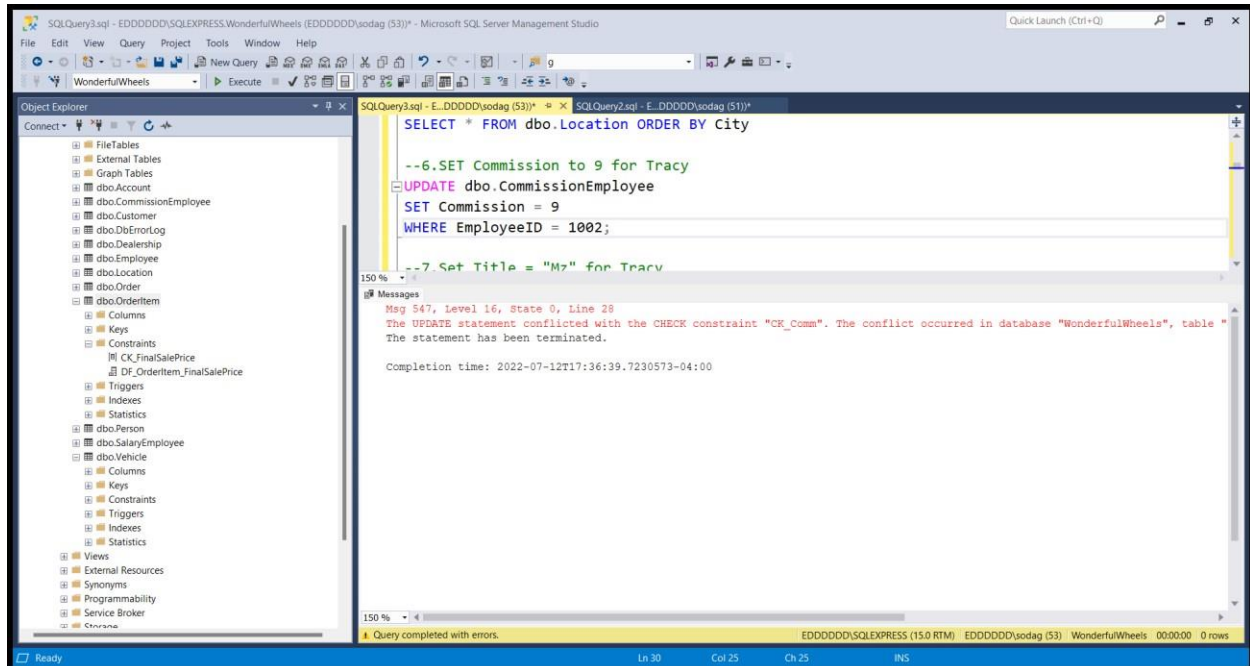 SQLQuery3.sql - EDDDDDD\SQLEXPRESS.WonderfulWheels (EDDDDDD\sodag (53))* - Microsoft SQL Server Management Studio
Quick Launch (Ctrl+Q)
File Edit View Query Project Tools Window Help
New Query
g
WonderfulWheels
Execute
Object Explorer
SQLQuery3.sql - E...DDDDD\sodag (53))*
SQLQuery2.sql - E...DDDDD\sodag (51))*
Connect
FileTables
External Tables
Graph Tables
dbo.Account
dbo.CommissionEmployee
dbo.Customer
dbo.DbErrorLog
dbo.Dealership
dbo.Employee
dbo.Location
dbo.Order
dbo.OrderItem
Columns
Keys
Constraints
CK_FinalSalePrice
DF_OrderItem_FinalSalePrice
Triggers
Indexes
Statistics
dbo.Person
dbo.SalaryEmployee
dbo.Vehicle
Columns
Keys
Constraints
Triggers
Indexes
Statistics
Views
External Resources
Synonyms
Programmability
Service Broker
Storage
SELECT * FROM dbo.Location ORDER BY City
--6.SET Commission to 9 for Tracy
UPDATE dbo.CommissionEmployee
SET Commission = 9
WHERE EmployeeID = 1002;
--7.Set Title = "Mz" for Tracy
150 %
Messages
Msg 547, Level 16, State 0, Line 28
The UPDATE statement conflicted with the CHECK constraint "CK_Comm". The conflict occurred in database "WonderfulWheels", table "
The statement has been terminated.
Completion time: 2022-07-12T17:36:39.7230573-04:00
150 %
Query completed with errors.
EDDDDDD\SQLEXPRESS (15.0 RTM) EDDDDDD\sodag (53) WonderfulWheels 00:00:00 0 rows
Ready
Ln 30 Col 25 Ch 25 INS